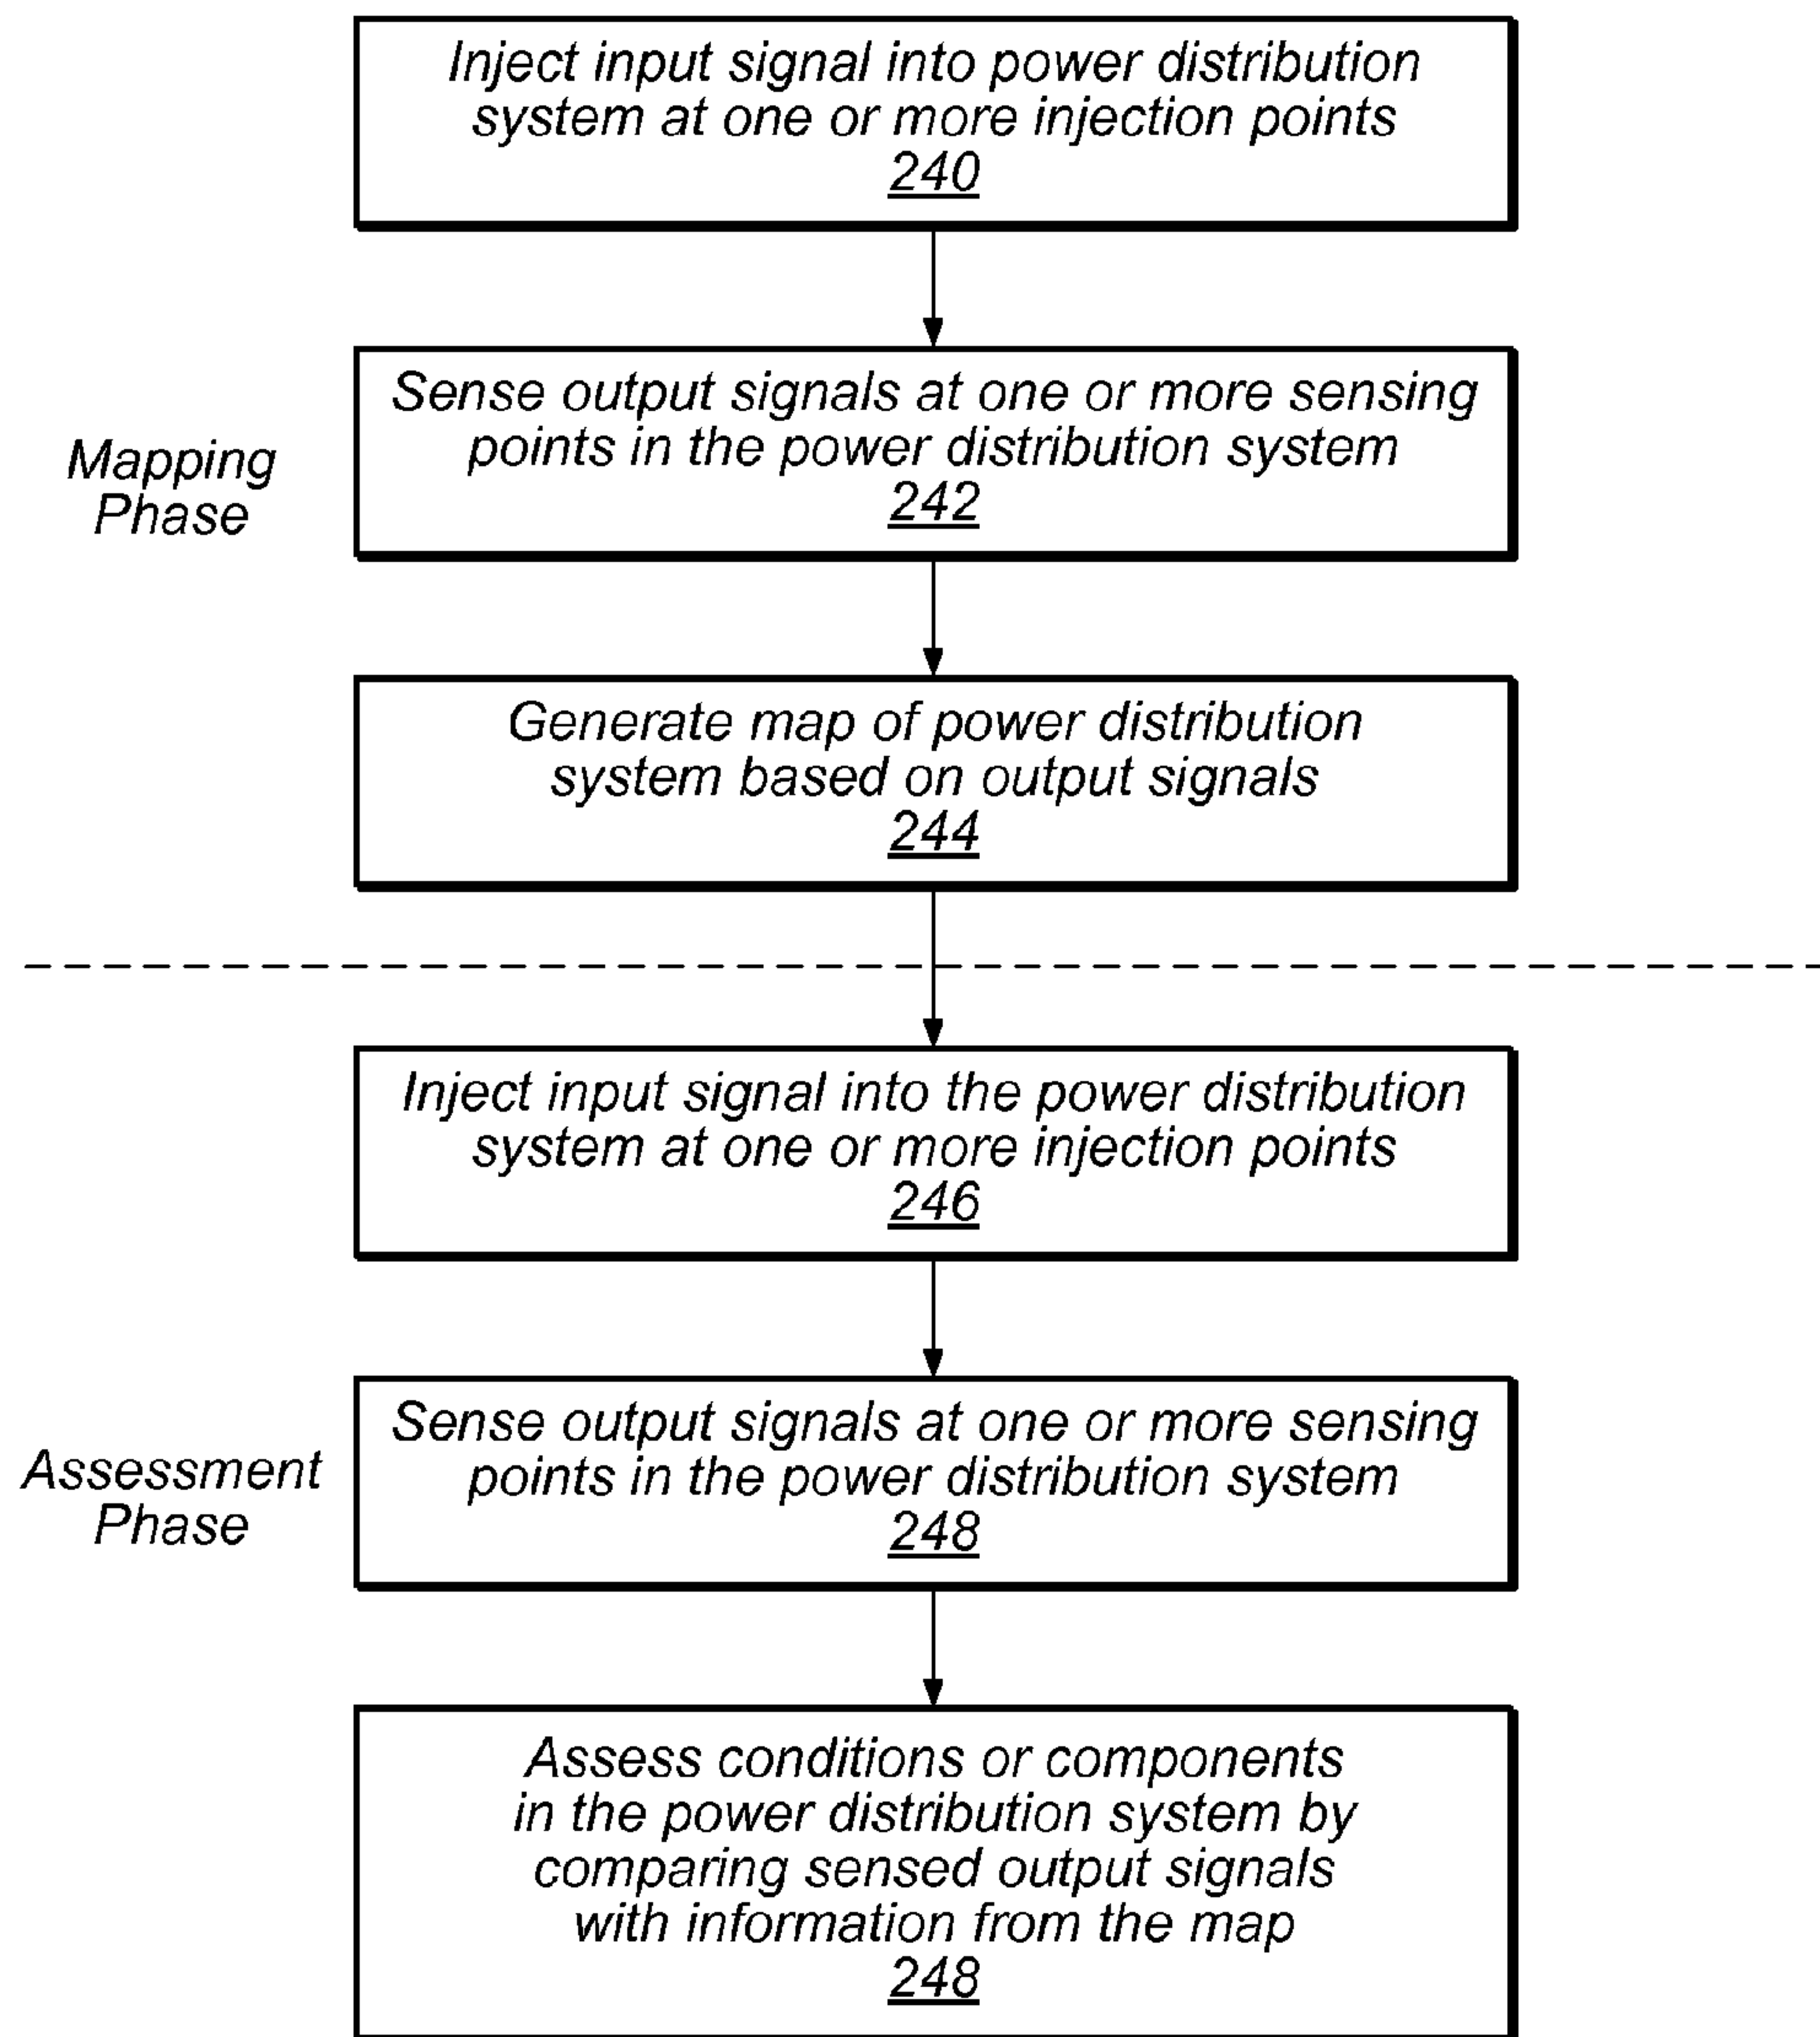 Inject input signal into power distribution
system at one or more injection points
240
Sense output signals at one or more sensing
points in the power distribution system
242
Mapping
Phase
Generate map of power distribution
system based on output signals
244
Inject input signal into the power distribution
system at one or more injection points
246
Sense output signals at one or more sensing
points in the power distribution system
248
Assessment
Phase
Assess conditions or components
in the power distribution system by
comparing sensed output signals
with information from the map
248